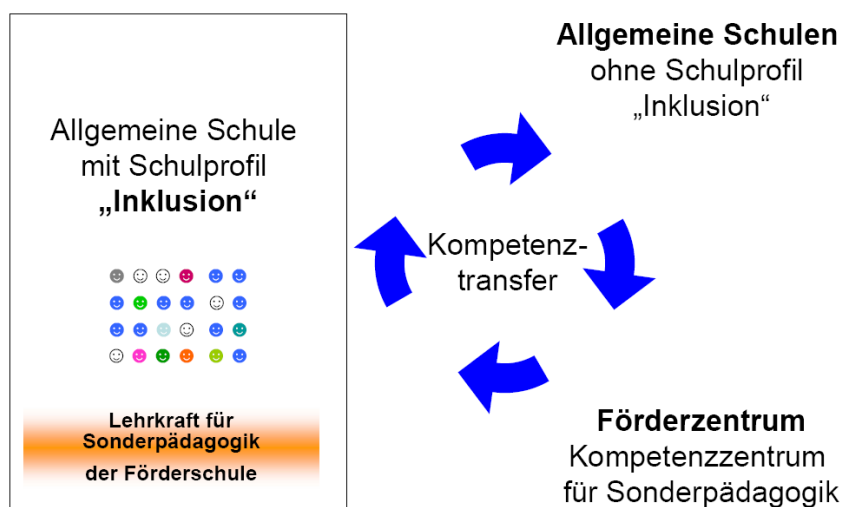 Allgemeine Schule
mit Schulprofil
„Inklusion“
Lehrkraft für
Sonderpädagogik
der Förderschule
Allgemeine Schulen
ohne Schulprofil
„Inklusion“
Kompetenz-
transfer
Förderzentrum
Kompetenzzentrum
für Sonderpädagogik